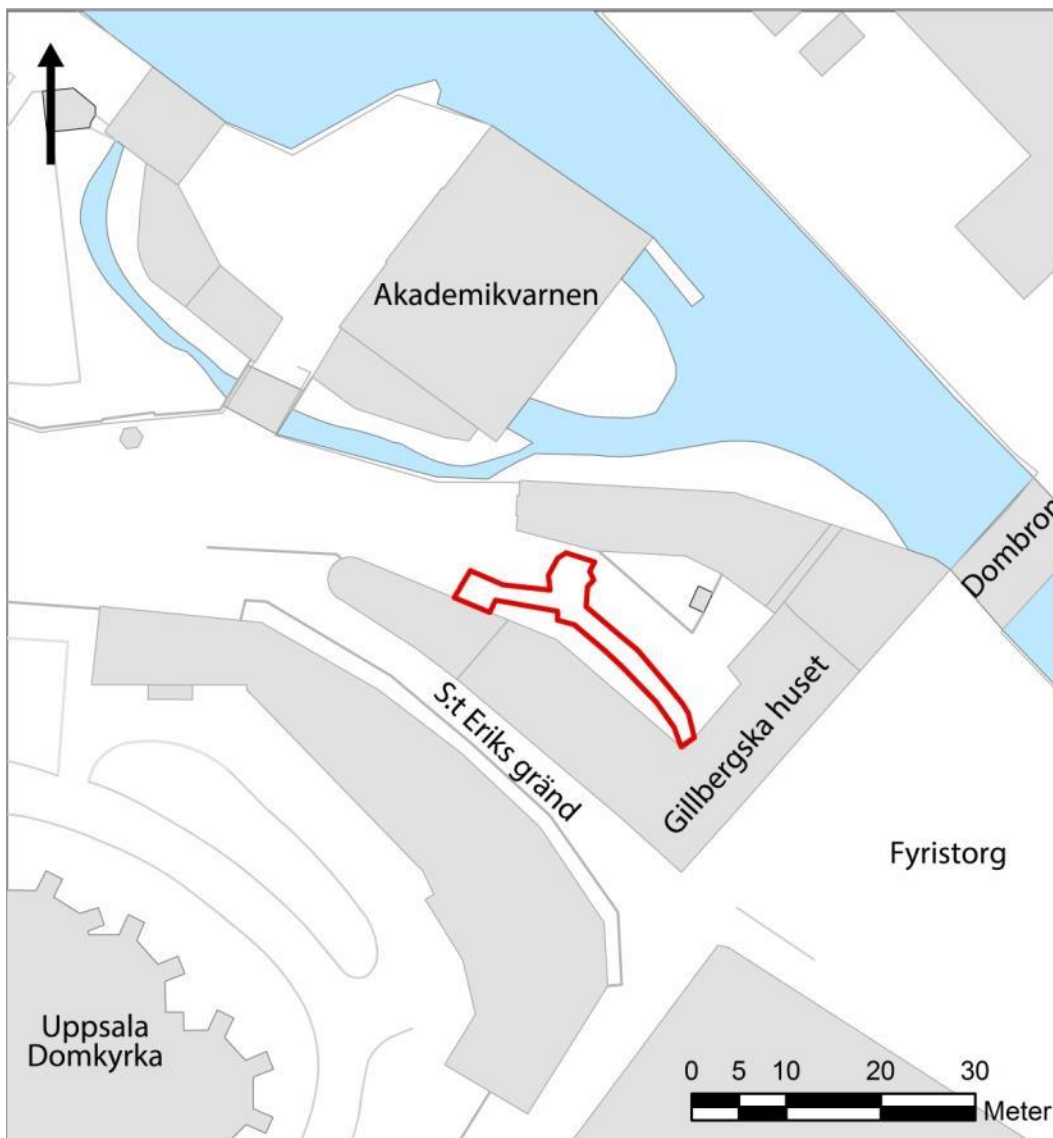 Akademikvarnen
Dombron
S:t Eriks gränd
Gillbergska huset
Fyristorg
Uppsala
Domkyrka
0 5 10 20 30
Meter